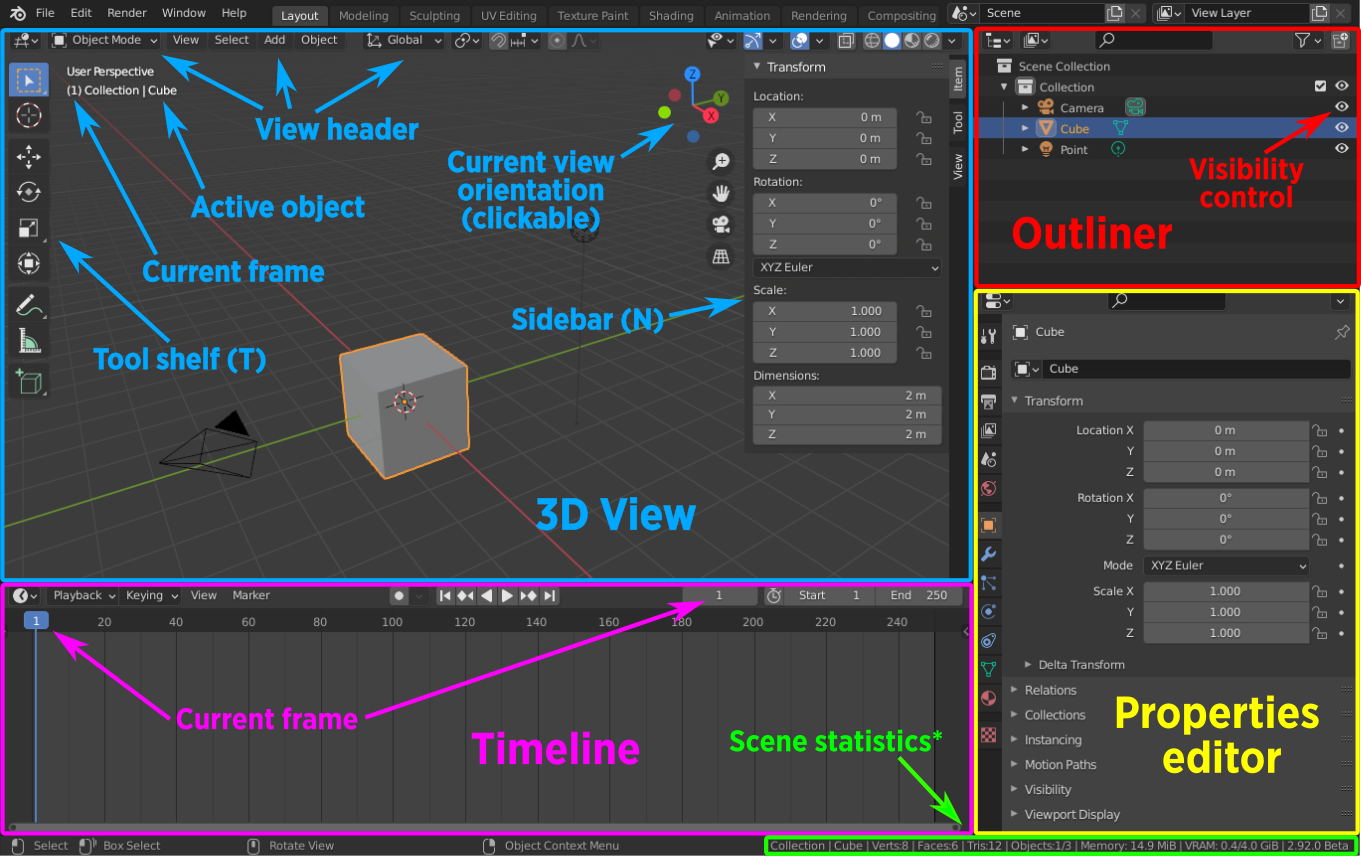 File Edit Render Window Help Layout Modeling Sculpting UV Editing Texture Paint Shading Animation Rendering Compositing Scene View Layer
Object Mode View Select Add Object Global
User Perspective
(1) Collection | Cube
View header
Current view
orientation
(clickable)
Active object
Current frame
Tool shelf (T)
Sidebar (N)
3D View
Z
Y
X
Transform
Location:
X 0 m
Y 0 m
Z 0 m
Rotation:
X 0°
Y 0°
Z 0°
XYZ Euler
Scale:
X 1.000
Y 1.000
Z 1.000
Dimensions:
X 2 m
Y 2 m
Z 2 m
Item
Tool
View
Scene Collection
Collection
Camera
Cube
Point
Visibility
control
Outliner
Cube
Cube
Transform
Location X 0 m
Y 0 m
Z 0 m
Rotation X 0°
Y 0°
Z 0°
Mode XYZ Euler
Scale X 1.000
Y 1.000
Z 1.000
Delta Transform
Relations
Collections
Instancing
Motion Paths
Visibility
Viewport Display
Properties
editor
Playback Keying View Marker 1 Start 1 End 250
1 20 40 60 80 100 120 140 160 180 200 220 240
Current frame
Timeline
Scene statistics*
Select Box Select Rotate View Object Context Menu Collection | Cube | Verts:8 | Faces:6 | Tris:12 | Objects:1/3 | Memory: 14.9 MiB | VRAM: 0.4/4.0 GiB | 2.92.0 Beta